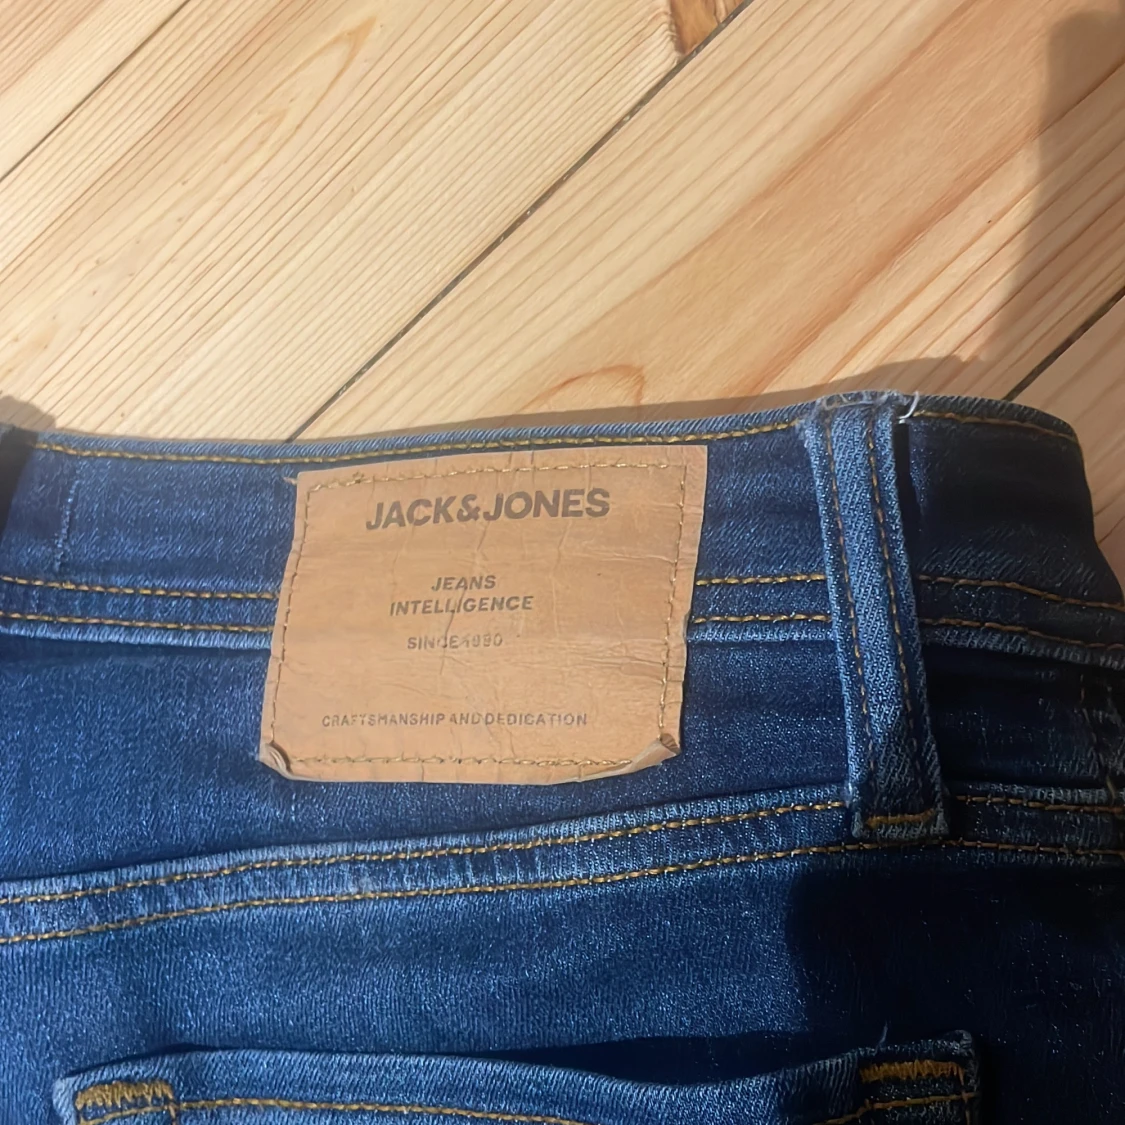 JACK&JONES
JEANS
INTELLIGENCE
SINCE 1990
CRAFTSMANSHIP AND DEDICATION